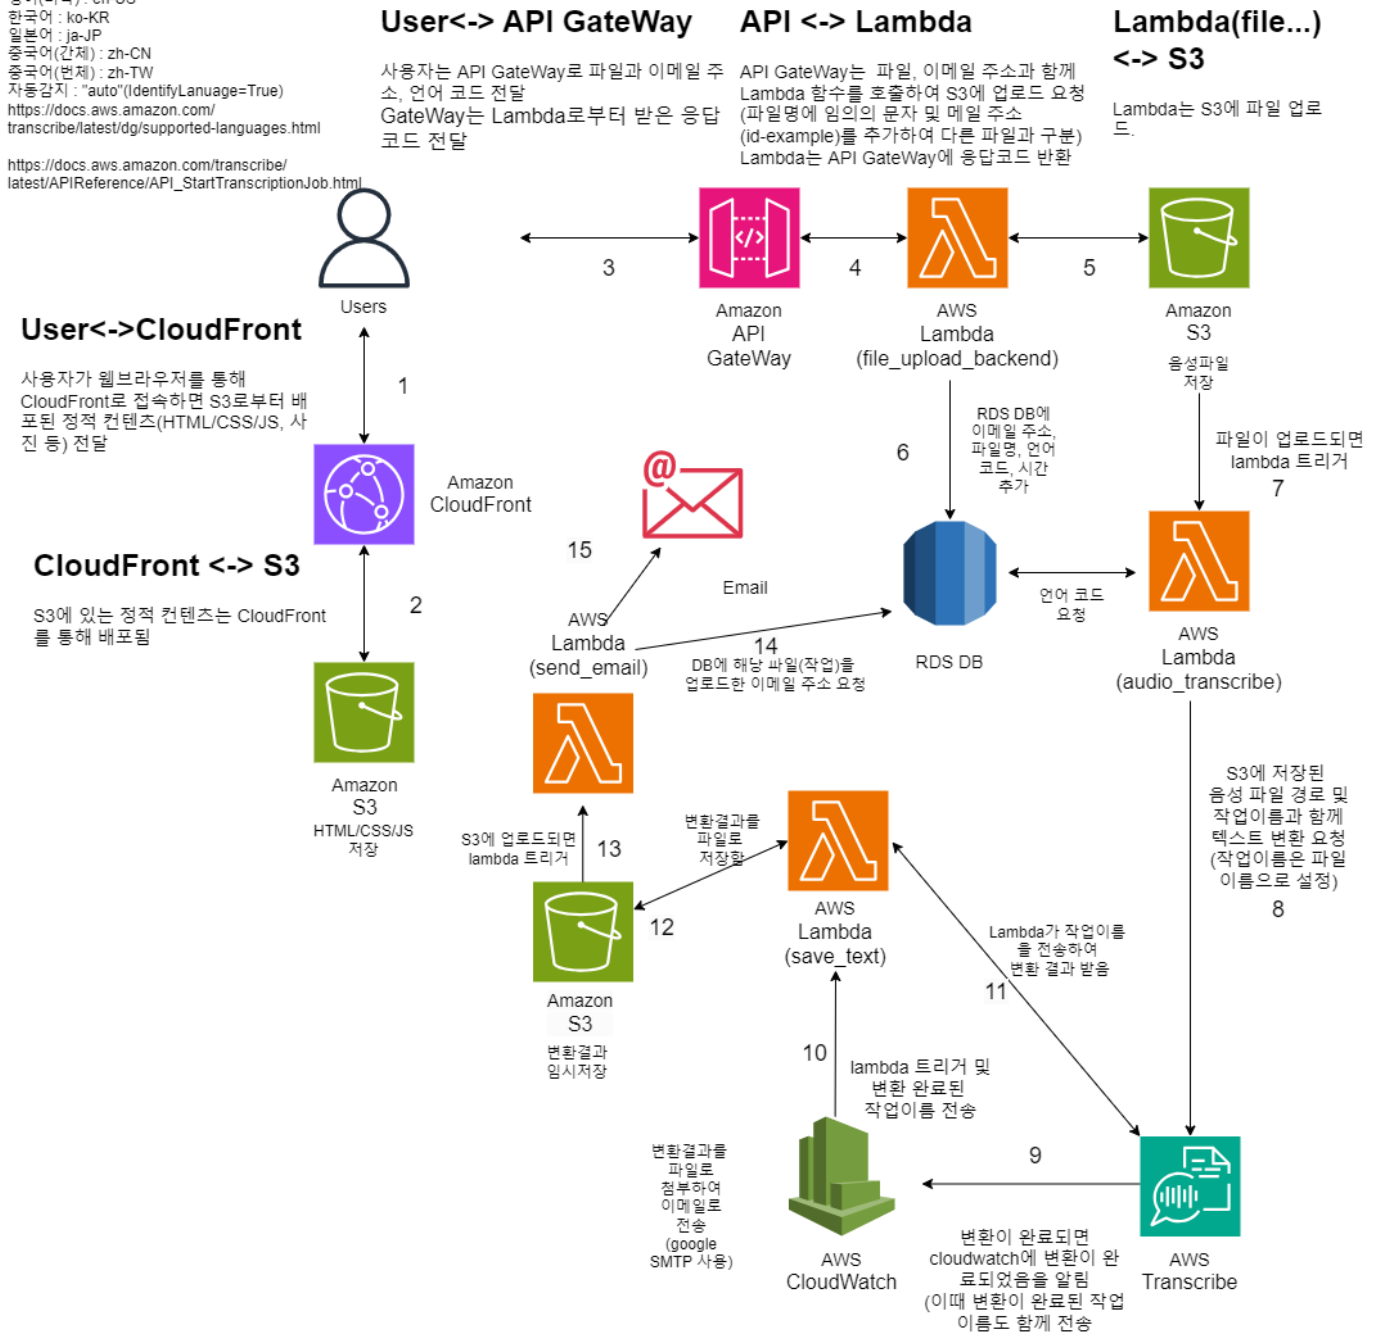 한국어 : ko-KR
일본어 : ja-JP
중국어(간체) : zh-CN
중국어(번체) : zh-TW
자동감지 : "auto"(IdentifyLanuage=True)
https://docs.aws.amazon.com/
transcribe/latest/dg/supported-languages.html
https://docs.aws.amazon.com/transcribe/
latest/APIReference/API_StartTranscriptionJob.html
User<-> API GateWay
사용자는 API GateWay로 파일과 이메일 주
소, 언어 코드 전달
GateWay는 Lambda로부터 받은 응답
코드 전달
API <-> Lambda
API GateWay는 파일, 이메일 주소과 함께
Lambda 함수를 호출하여 S3에 업로드 요청
(파일명에 임의의 문자 및 메일 주소
(id-example)를 추가하여 다른 파일과 구분)
Lambda는 API GateWay에 응답코드 반환
Lambda(file...)
<-> S3
Lambda는 S3에 파일 업로
드.
Users
3
Amazon
API
GateWay
4
AWS
Lambda
(file_upload_backend)
5
Amazon
S3
음성파일
저장
User<->CloudFront
사용자가 웹브라우저를 통해
CloudFront로 접속하면 S3로부터 배
포된 정적 컨텐츠(HTML/CSS/JS, 사
진 등) 전달
1
Amazon
CloudFront
6
RDS DB에
이메일 주소,
파일명, 언어
코드, 시간
추가
파일이 업로드되면
lambda 트리거
7
CloudFront <-> S3
S3에 있는 정적 컨텐츠는 CloudFront
를 통해 배포됨
2
Amazon
S3
HTML/CSS/JS
저장
15
Email
AWS
Lambda
(send_email)
14
DB에 해당 파일(작업)을
업로드한 이메일 주소 요청
RDS DB
언어 코드
요청
AWS
Lambda
(audio_transcribe)
S3에 저장된
음성 파일 경로 및
작업이름과 함께
텍스트 변환 요청
(작업이름은 파일
이름으로 설정)
8
S3에 업로드되면
lambda 트리거
13
변환결과를
파일로
저장함
12
AWS
Lambda
(save_text)
Lambda가 작업이름
을 전송하여
변환 결과 받음
11
Amazon
S3
변환결과
임시저장
10
lambda 트리거 및
변환 완료된
작업이름 전송
변환결과를
파일로
첨부하여
이메일로
전송
(google
SMTP 사용)
AWS
CloudWatch
9
변환이 완료되면
cloudwatch에 변환이 완
료되었음을 알림
(이때 변환이 완료된 작업
이름도 함께 전송
AWS
Transcribe